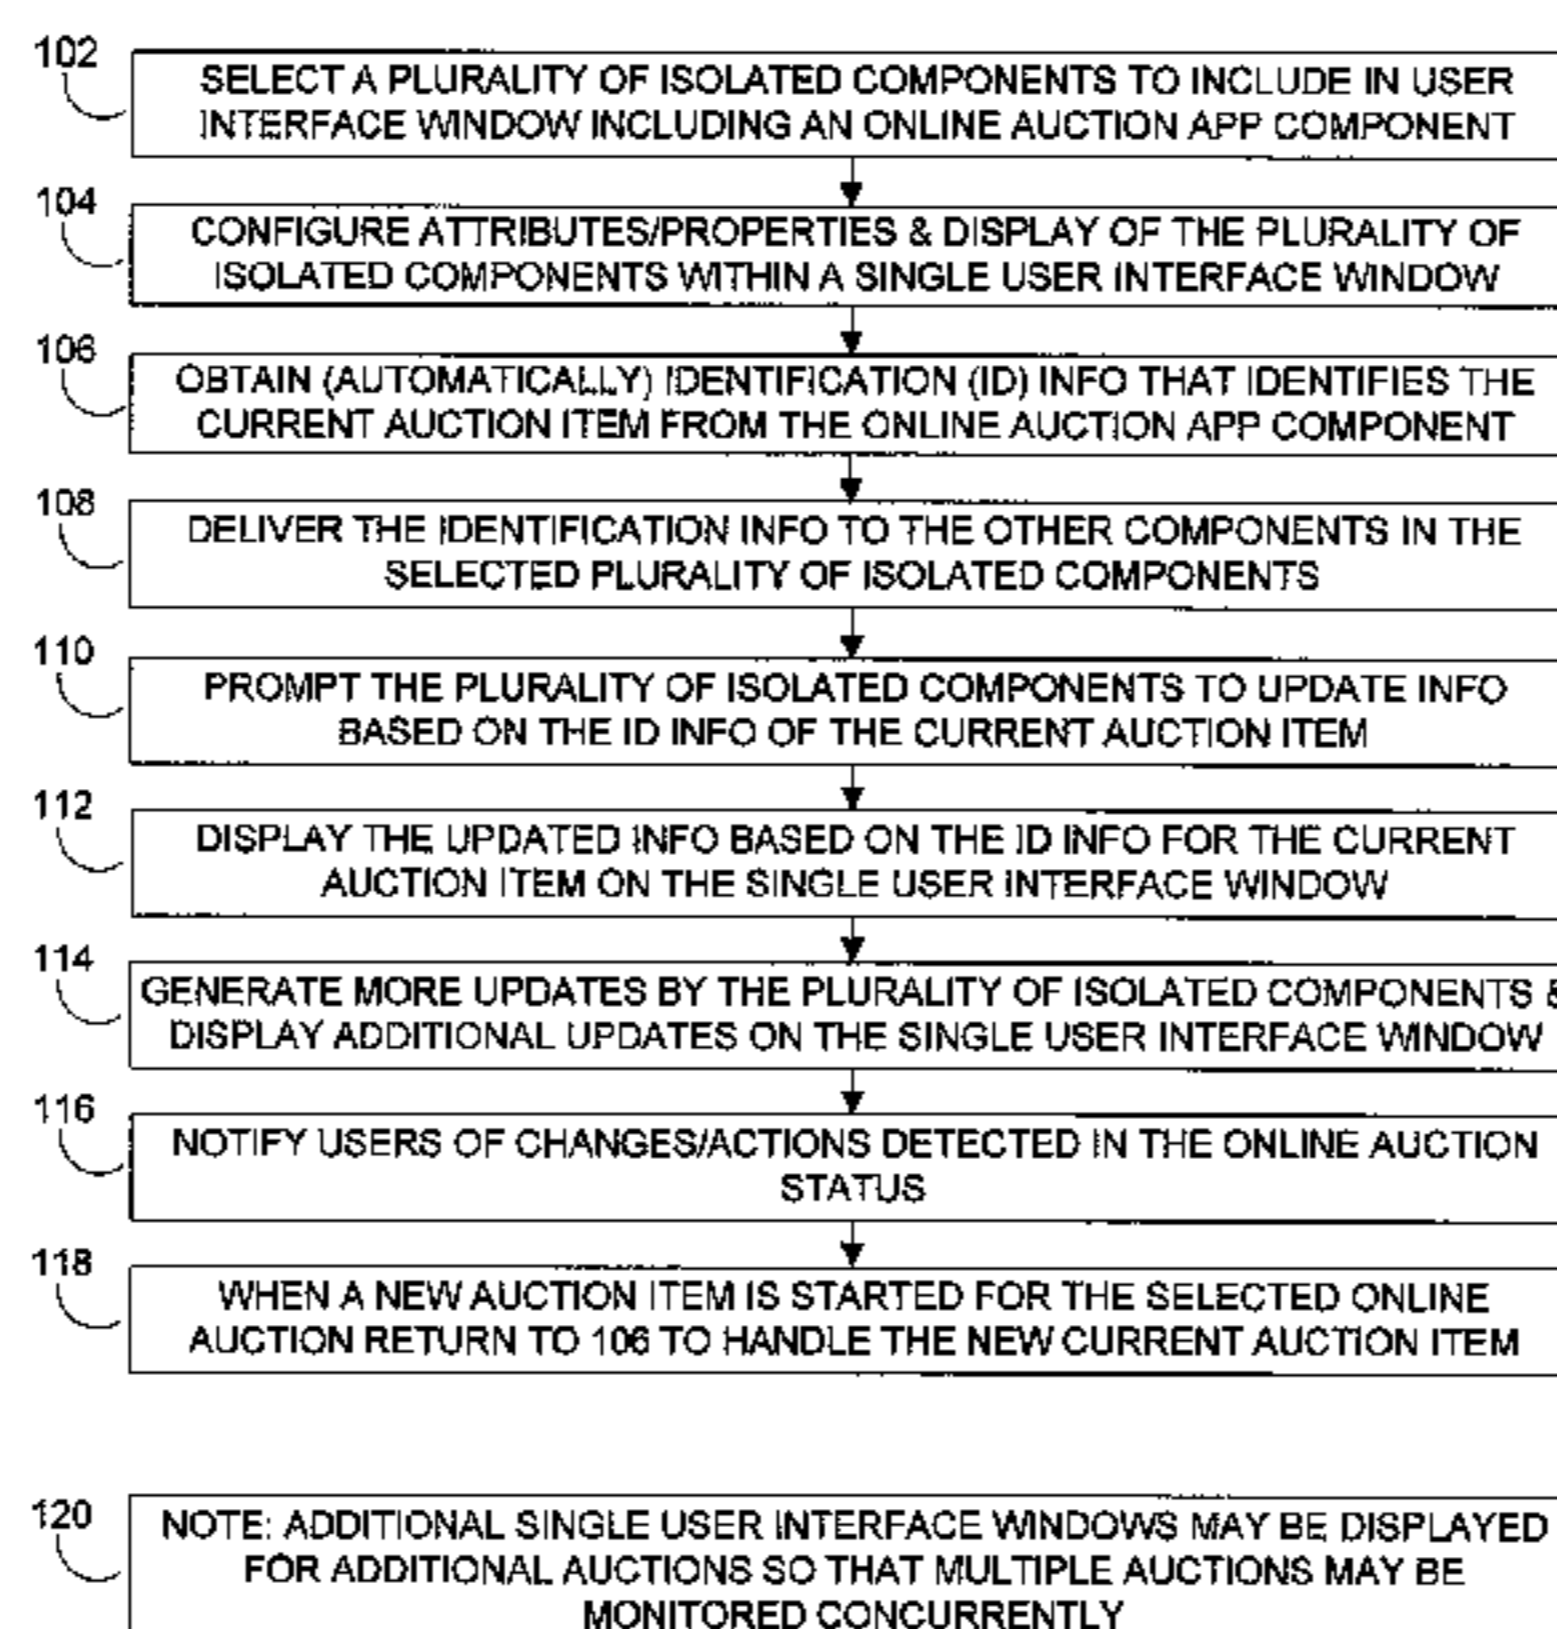 102
SELECT A PLURALITY OF ISOLATED COMPONENTS TO INCLUDE IN USER
INTERFACE WINDOW INCLUDING AN ONLINE AUCTION APP COMPONENT
104
CONFIGURE ATTRIBUTES/PROPERTIES & DISPLAY OF THE PLURALITY OF
ISOLATED COMPONENTS WITHIN A SINGLE USER INTERFACE WINDOW
106
OBTAIN (AUTOMATICALLY) IDENTIFICATION (ID) INFO THAT IDENTIFIES THE
CURRENT AUCTION ITEM FROM THE ONLINE AUCTION APP COMPONENT
108
DELIVER THE IDENTIFICATION INFO TO THE OTHER COMPONENTS IN THE
SELECTED PLURALITY OF ISOLATED COMPONENTS
110
PROMPT THE PLURALITY OF ISOLATED COMPONENTS TO UPDATE INFO
BASED ON THE ID INFO OF THE CURRENT AUCTION ITEM
112
DISPLAY THE UPDATED INFO BASED ON THE ID INFO FOR THE CURRENT
AUCTION ITEM ON THE SINGLE USER INTERFACE WINDOW
114
GENERATE MORE UPDATES BY THE PLURALITY OF ISOLATED COMPONENTS &
DISPLAY ADDITIONAL UPDATES ON THE SINGLE USER INTERFACE WINDOW
116
NOTIFY USERS OF CHANGES/ACTIONS DETECTED IN THE ONLINE AUCTION
STATUS
118
WHEN A NEW AUCTION ITEM IS STARTED FOR THE SELECTED ONLINE
AUCTION RETURN TO 106 TO HANDLE THE NEW CURRENT AUCTION ITEM
120
NOTE: ADDITIONAL SINGLE USER INTERFACE WINDOWS MAY BE DISPLAYED
FOR ADDITIONAL AUCTIONS SO THAT MULTIPLE AUCTIONS MAY BE
MONITORED CONCURRENTLY